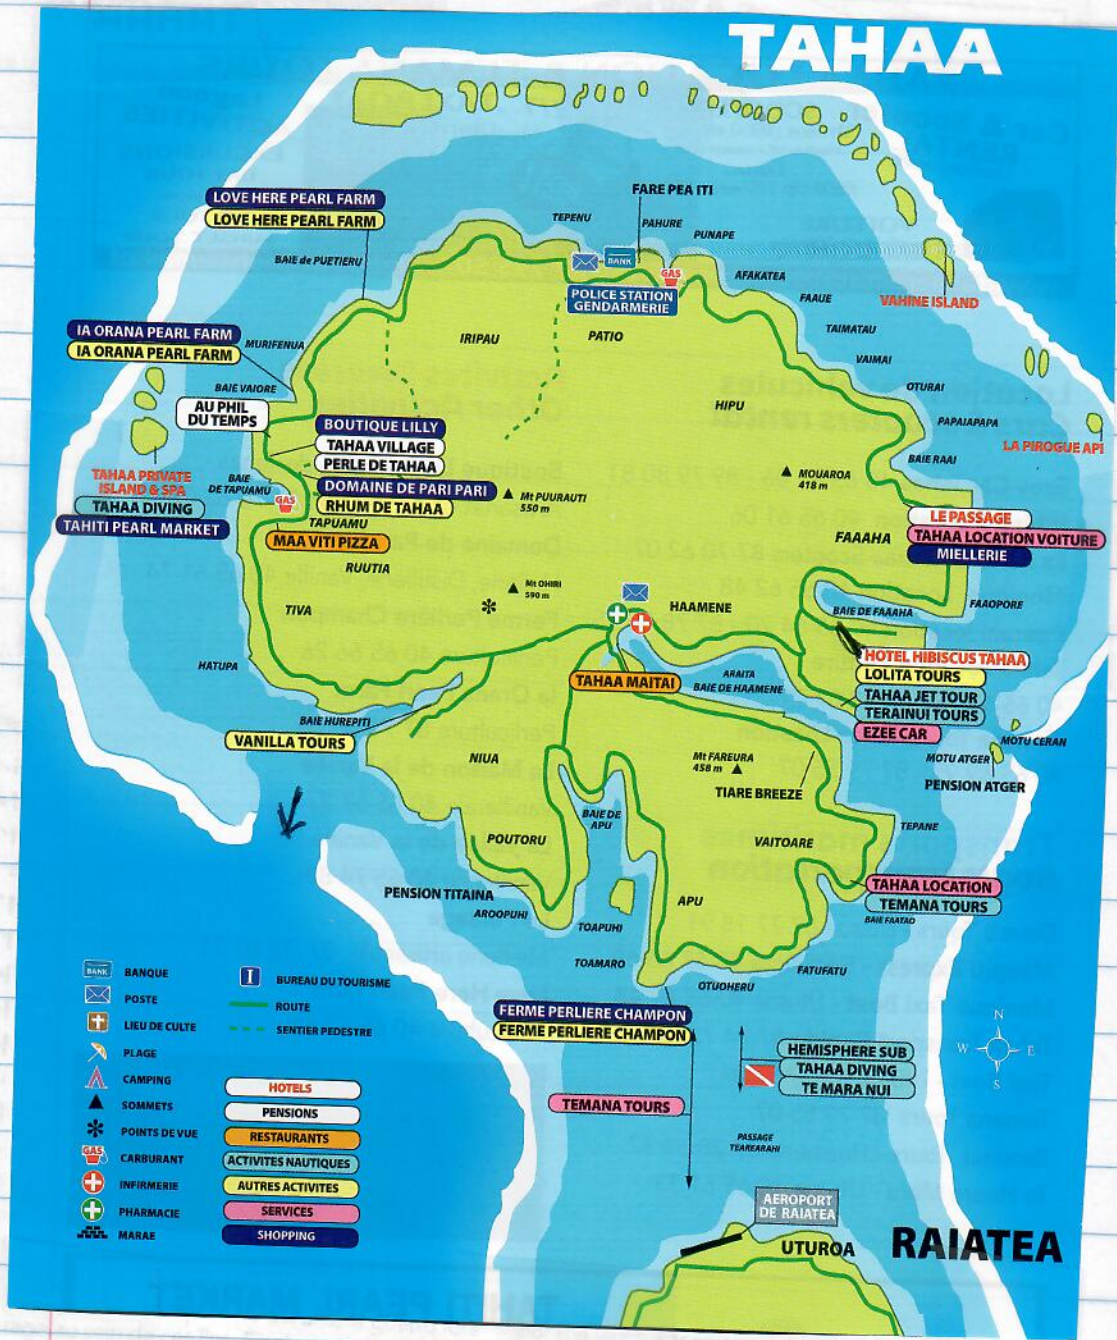 TAHAA
FARE PEA ITI
LOVE HERE PEARL FARM
LOVE HERE PEARL FARM
TEPENU
PAHURE
PUNAPE
BAIE de PUETIERU
BANK
GAS
AFAKATEA
POLICE STATION
GENDARMERIE
FAAUE
VAHINE ISLAND
IA ORANA PEARL FARM
IA ORANA PEARL FARM
MURIFENUA
IRIPAU
PATIO
TAIMATAU
VAIMAI
BAIE VAIORE
OTURAI
AU PHIL
DU TEMPS
HIPU
BOUTIQUE LILLY
TAHAA VILLAGE
PERLE DE TAHAA
DOMAINE DE PARI PARI
RHUM DE TAHAA
PAPAIAPAPA
LA PIROGUE API
BAIE RAAI
TAHAA PRIVATE
ISLAND & SPA
TAHAA DIVING
TAHITI PEARL MARKET
BAIE
DE TAPUAMU
GAS
MOUAROA
418 m
Mt PUURAUTI
550 m
TAPUAMU
MAA VITI PIZZA
RUUTIA
LE PASSAGE
TAHAA LOCATION VOITURE
MIELLERIE
FAAAHA
Mt OHIRI
590 m
TIVA
HAAMENE
BAIE DE FAAAHA
FAAOPORE
HATUPA
TAHAA MAITAI
ARAITA
BAIE DE HAAMENE
HOTEL HIBISCUS TAHAA
LOLITA TOURS
TAHAA JET TOUR
TERAINUI TOURS
EZEE CAR
BAIE HUREPITI
VANILLA TOURS
NIUA
Mt FAREURA
458 m
TIARE BREEZE
MOTU CERAN
MOTU ATGER
PENSION ATGER
BAIE DE
APU
POUTORU
VAITOARE
TEPANE
PENSION TITAINA
AROOPUHI
APU
TAHAA LOCATION
TEMANA TOURS
BAIE FAATAO
TOAPUHI
TOAMARO
FATUFATU
OTUOHERU
FERME PERLIERE CHAMPON
FERME PERLIERE CHAMPON
HEMISPHERE SUB
TAHAA DIVING
TE MARA NUI
TEMANA TOURS
PASSAGE
TEAREARAHI
N
W
E
S
AEROPORT
DE RAIATEA
UTUROA
RAIATEA
BANK BANQUE
POSTE
LIEU DE CULTE
PLAGE
CAMPING
SOMMETS
POINTS DE VUE
GAS CARBURANT
INFIRMERIE
PHARMACIE
MARAE
I BUREAU DU TOURISME
ROUTE
SENTIER PEDESTRE
HOTELS
PENSIONS
RESTAURANTS
ACTIVITES NAUTIQUES
AUTRES ACTIVITES
SERVICES
SHOPPING